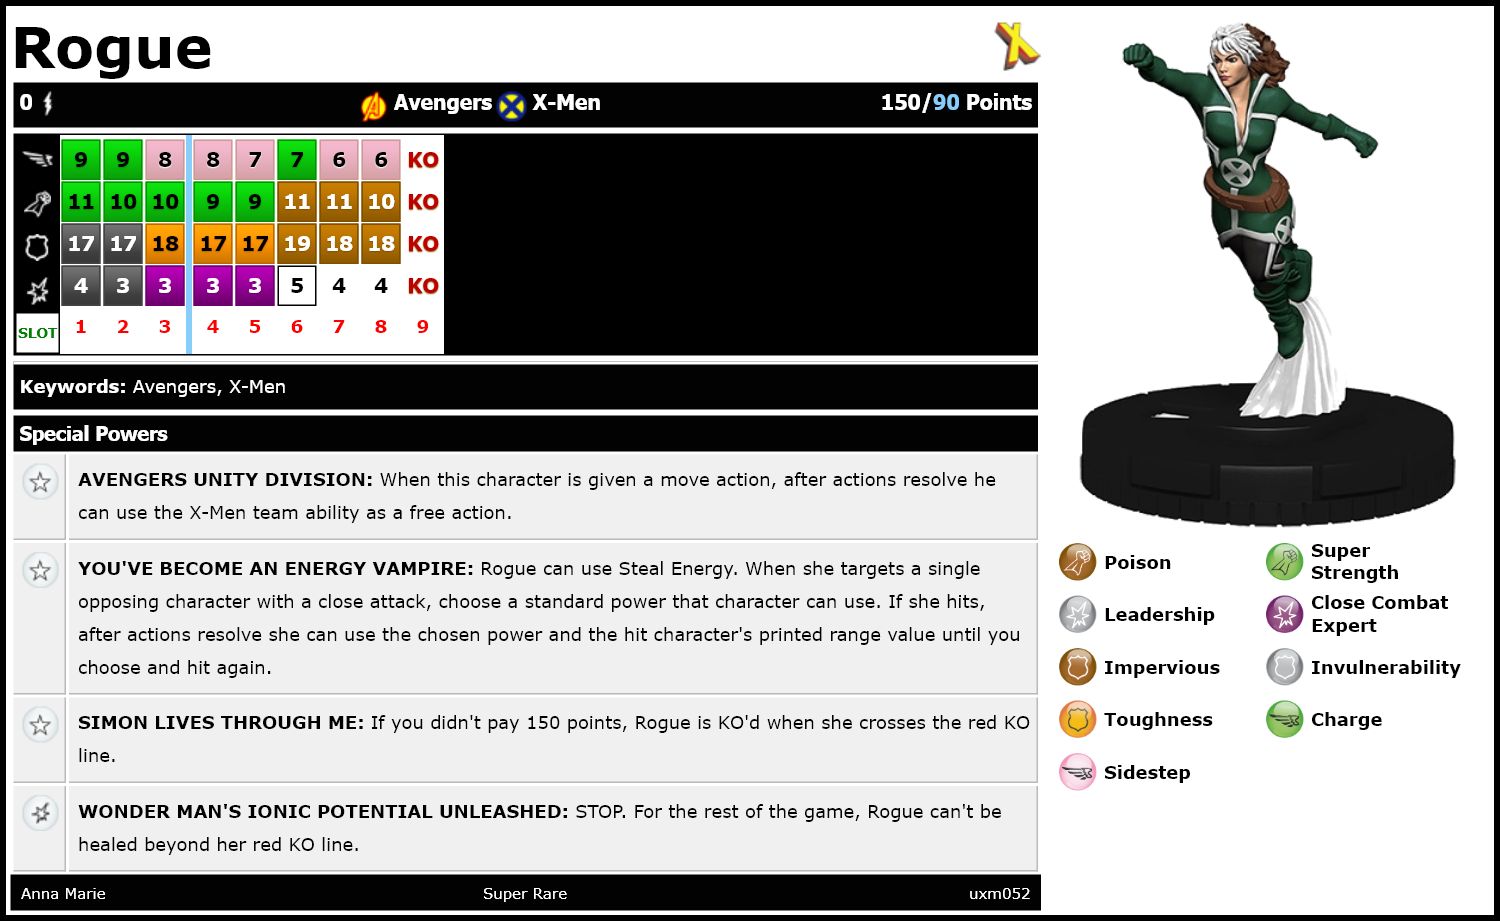 Rogue
0 Avengers X-Men 150/90 Points
9 9 8 8 7 7 6 6 KO
11 10 10 9 9 11 11 10 KO
17 17 18 17 17 19 18 18 KO
4 3 3 3 3 5 4 4 KO
SLOT 1 2 3 4 5 6 7 8 9
Keywords: Avengers, X-Men
Special Powers
AVENGERS UNITY DIVISION: When this character is given a move action, after actions resolve he
can use the X-Men team ability as a free action.
YOU'VE BECOME AN ENERGY VAMPIRE: Rogue can use Steal Energy. When she targets a single
opposing character with a close attack, choose a standard power that character can use. If she hits,
after actions resolve she can use the chosen power and the hit character's printed range value until you
choose and hit again.
SIMON LIVES THROUGH ME: If you didn't pay 150 points, Rogue is KO'd when she crosses the red KO
line.
WONDER MAN'S IONIC POTENTIAL UNLEASHED: STOP. For the rest of the game, Rogue can't be
healed beyond her red KO line.
Anna Marie Super Rare uxm052
Poison
Super
Strength
Leadership
Close Combat
Expert
Impervious
Invulnerability
Toughness
Charge
Sidestep